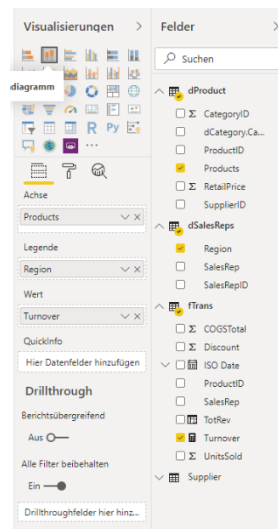 Visualisierungen
diagramm
R Py
Achse
Products
Legende
Region
Wert
Turnover
QuickInfo
Hier Datenfelder hinzufügen
Drillthrough
Berichtsübergreifend
Aus
Alle Filter beibehalten
Ein
Drillthroughfelder hier hinz...
Felder
Suchen
dProduct
Σ CategoryID
dCategory.Ca...
ProductID
Products
Σ RetailPrice
SupplierID
dSalesReps
Region
SalesRep
SalesRepID
fTrans
Σ COGSTotal
Σ Discount
ISO Date
ProductID
SalesRep
TotRev
Turnover
Σ UnitsSold
Supplier